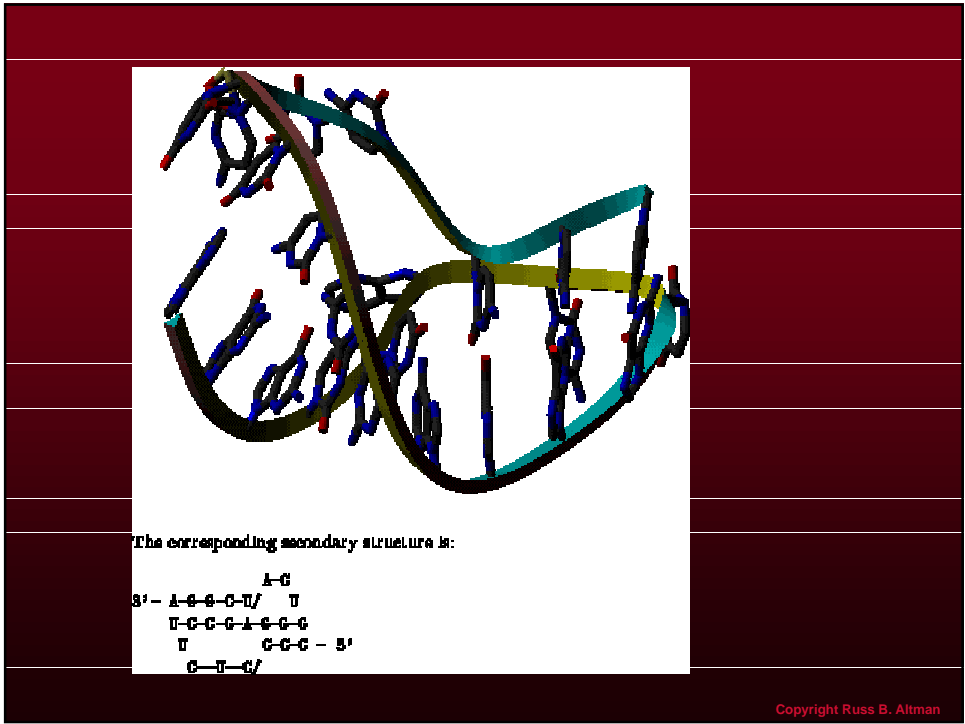 The corresponding secondary structure is:
A-C
3'- A-G-G-C-U/ U
U-C-C-G-A-G-G-G
U C-C-C - 5'
C--U--C/
Copyright Russ B. Altman